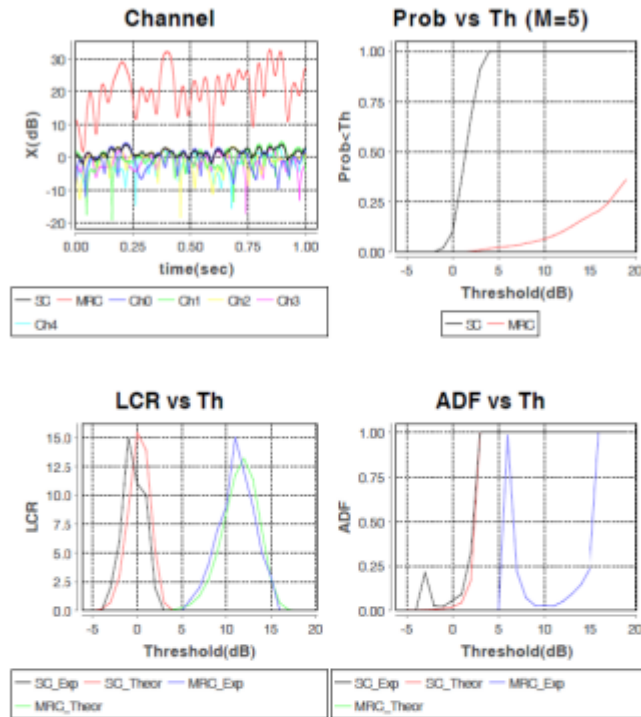 Channel
X(dB)
30
20
10
0
-10
-20
0.00 0.25 0.50 0.75 1.00
time(sec)
SC MRC Ch0 Ch1 Ch2 Ch3
Ch4
Prob vs Th (M=5)
Prob<Th
1.00
0.75
0.50
0.25
0.00
-5 0 5 10 15 20
Threshold(dB)
SC MRC
LCR vs Th
LCR
15.0
12.5
10.0
7.5
5.0
2.5
0.0
-5 0 5 10 15 20
Threshold(dB)
SC_Exp SC_Theor MRC_Exp
MRC_Theor
ADF vs Th
ADF
1.00
0.75
0.50
0.25
0.00
-5 0 5 10 15 20
Threshold(dB)
SC_Exp SC_Theor MRC_Exp
MRC_Theor